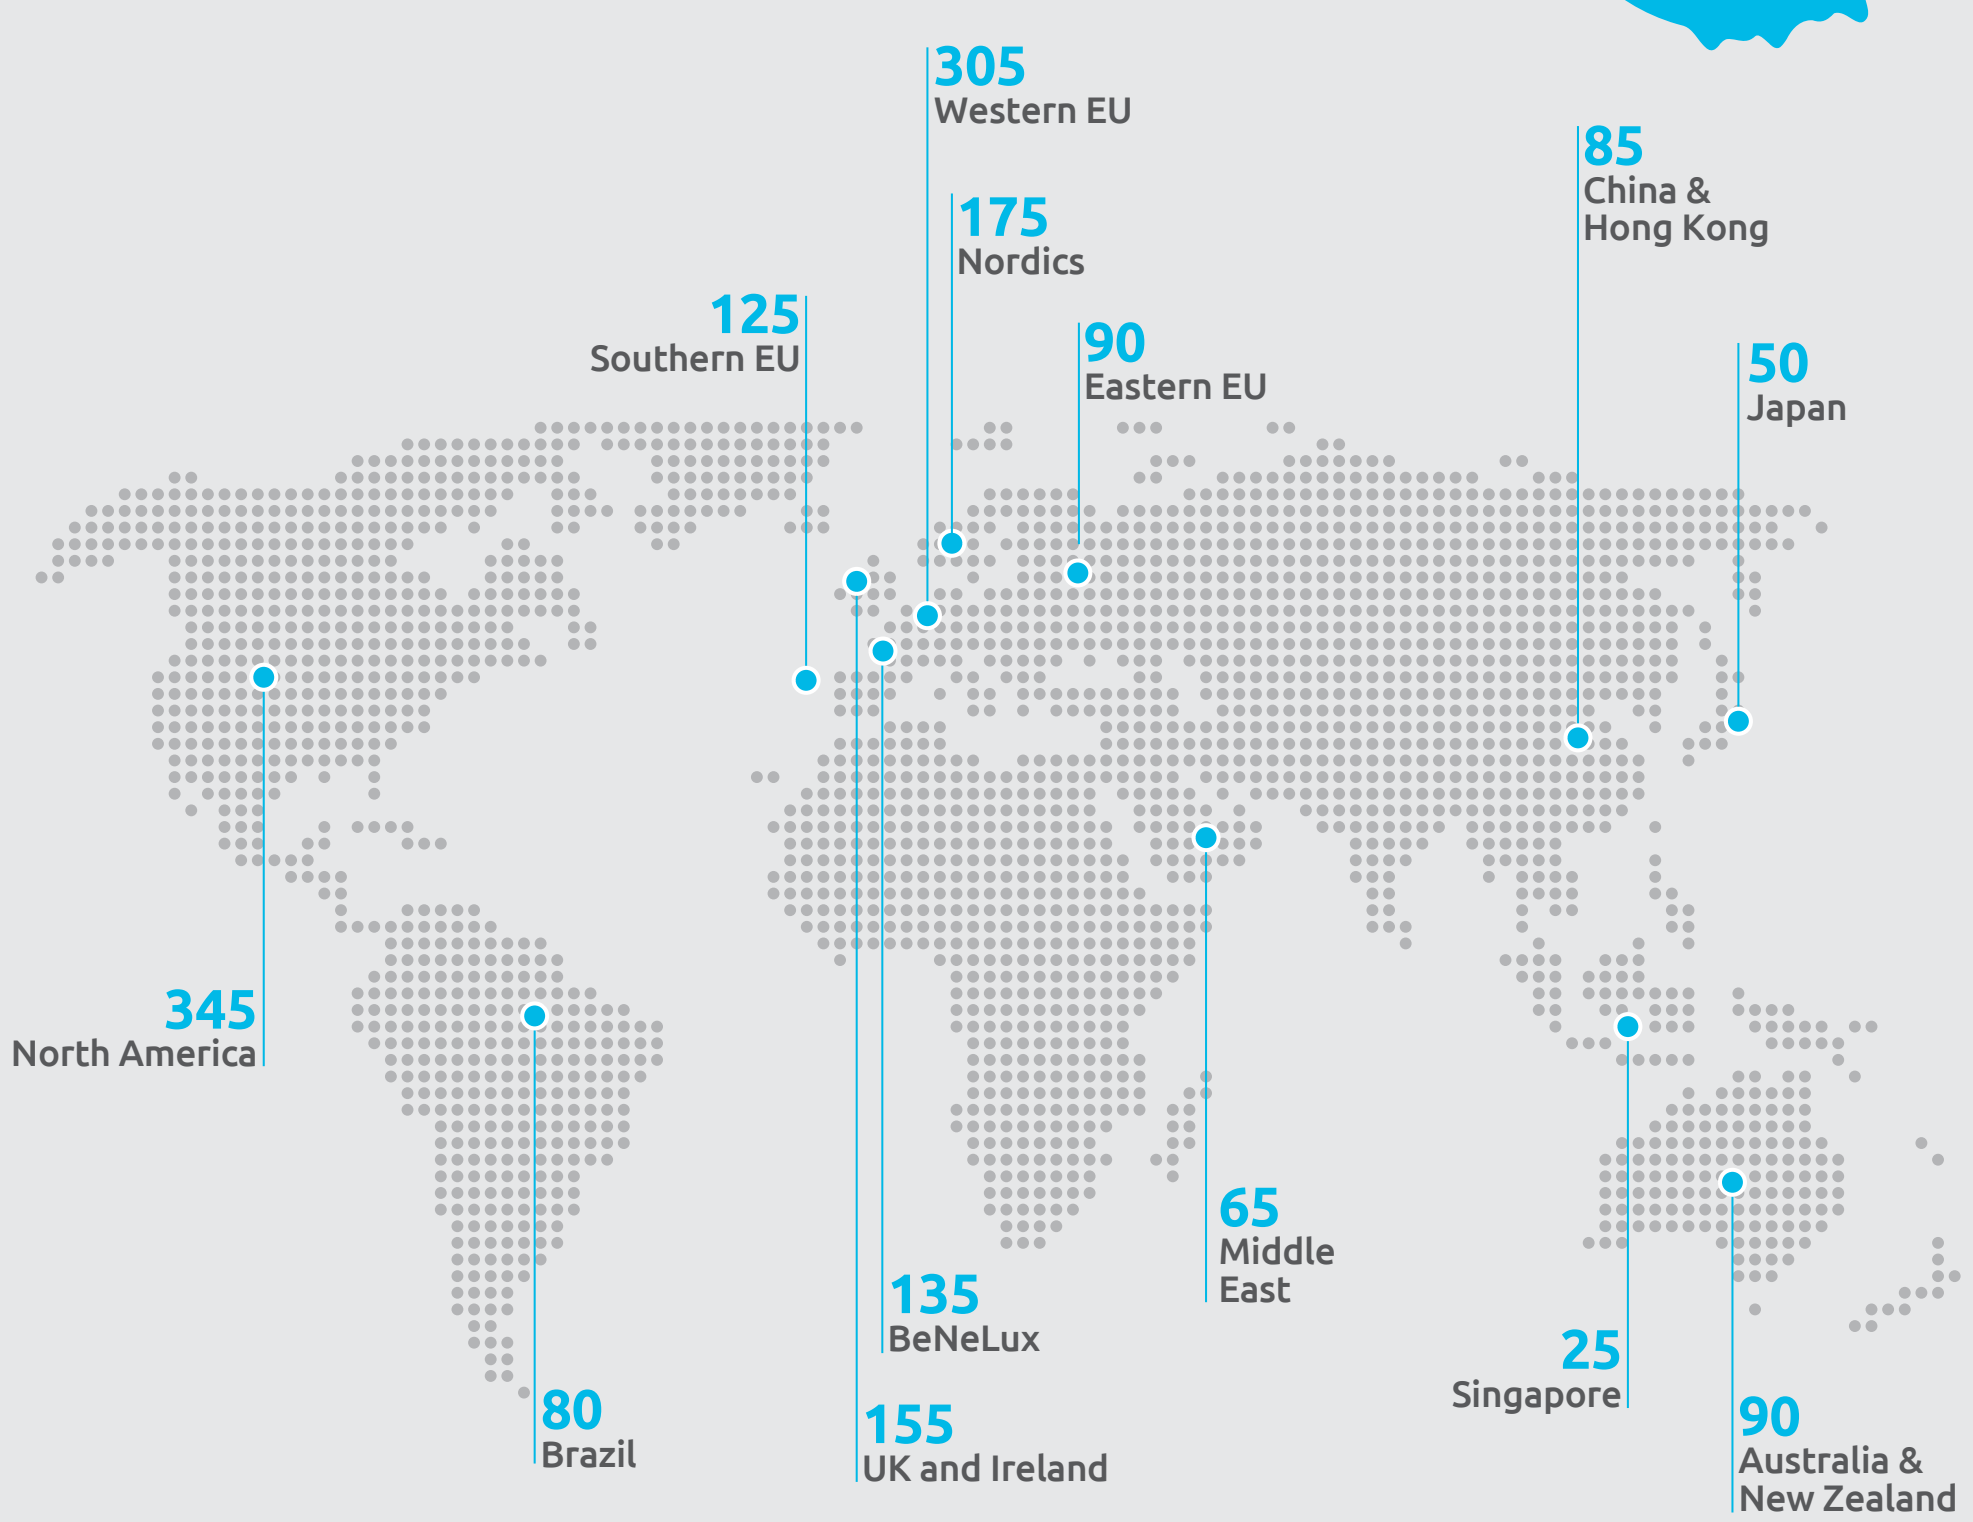 305
Western EU
85
China &
Hong Kong
175
Nordics
125
Southern EU
90
Eastern EU
50
Japan
345
North America
65
Middle
East
135
BeNeLux
25
Singapore
80
Brazil
155
UK and Ireland
90
Australia &
New Zealand